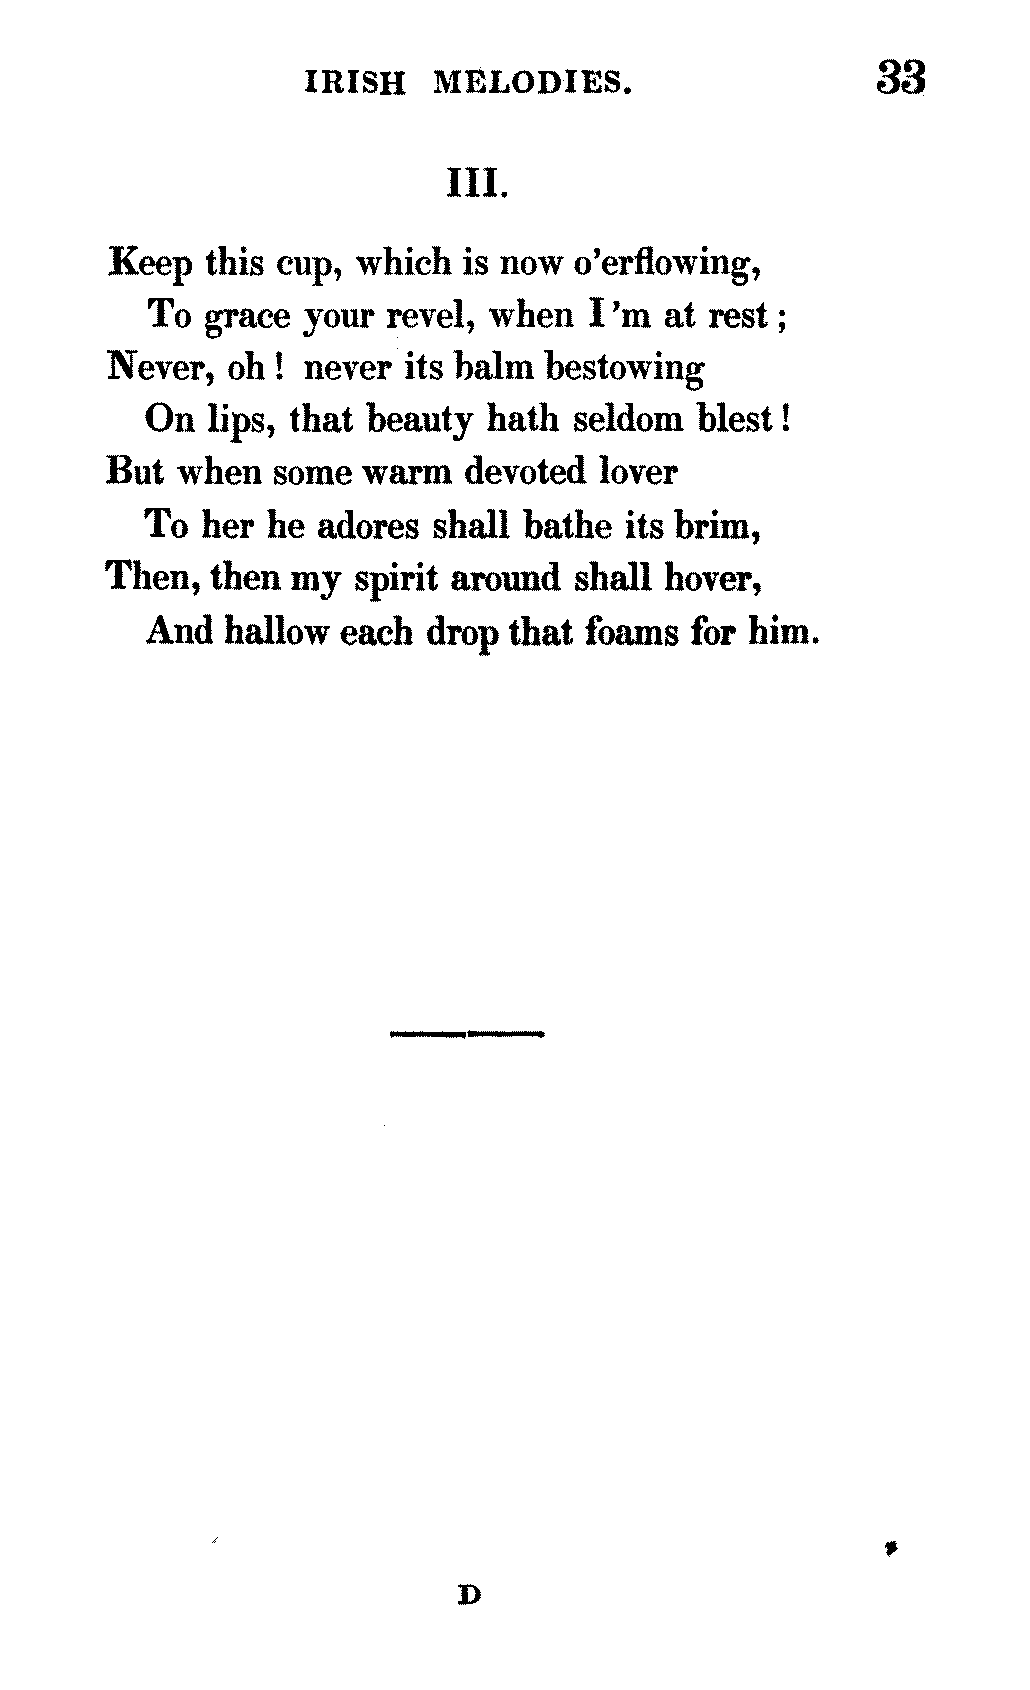 IRISH MELODIES. 33
III.
Keep this cup, which is now o'erflowing,
To grace your revel, when I'm at rest;
Never, oh! never its balm bestowing
On lips, that beauty hath seldom blest!
But when some warm devoted lover
To her he adores shall bathe its brim,
Then, then my spirit around shall hover,
And hallow each drop that foams for him.
D